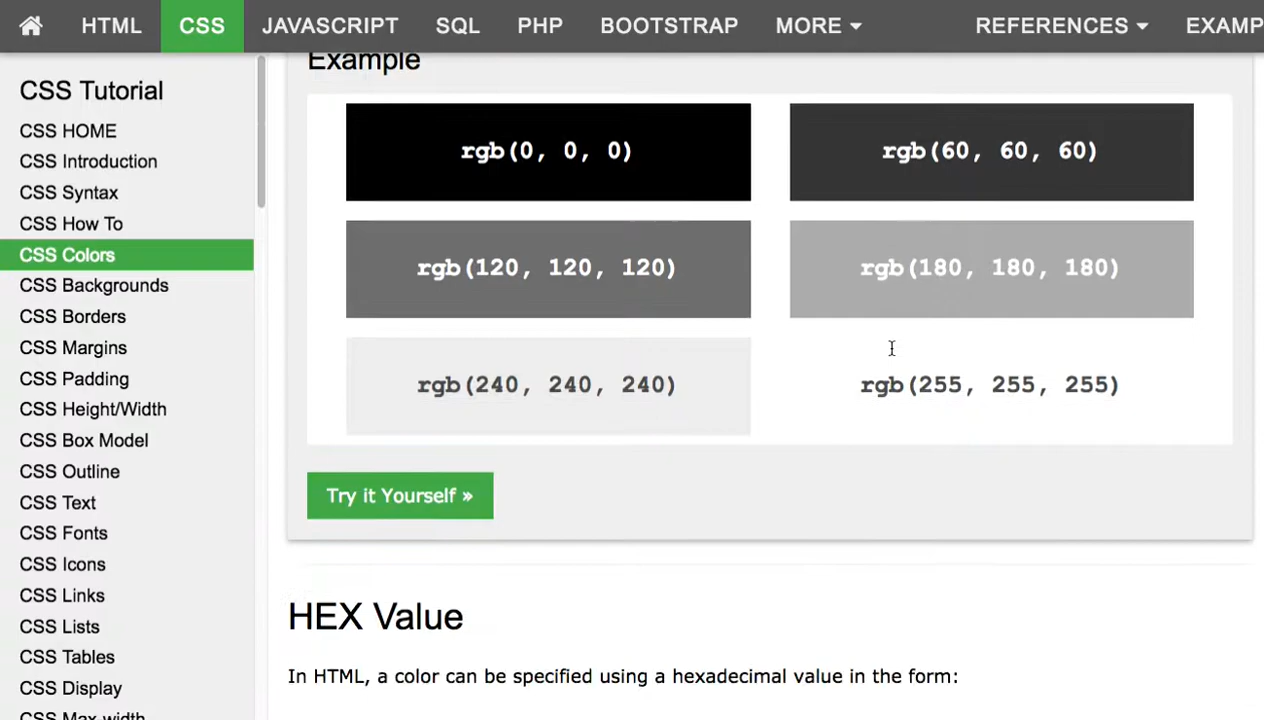 HTML CSS JAVASCRIPT SQL PHP BOOTSTRAP MORE REFERENCES EXAMP
CSS Tutorial
CSS HOME
CSS Introduction
CSS Syntax
CSS How To
CSS Colors
CSS Backgrounds
CSS Borders
CSS Margins
CSS Padding
CSS Height/Width
CSS Box Model
CSS Outline
CSS Text
CSS Fonts
CSS Icons
CSS Links
CSS Lists
CSS Tables
CSS Display
CSS Max-width
Example
rgb(0, 0, 0)
rgb(60, 60, 60)
rgb(120, 120, 120)
rgb(180, 180, 180)
rgb(240, 240, 240)
rgb(255, 255, 255)
Try it Yourself »
HEX Value
In HTML, a color can be specified using a hexadecimal value in the form: